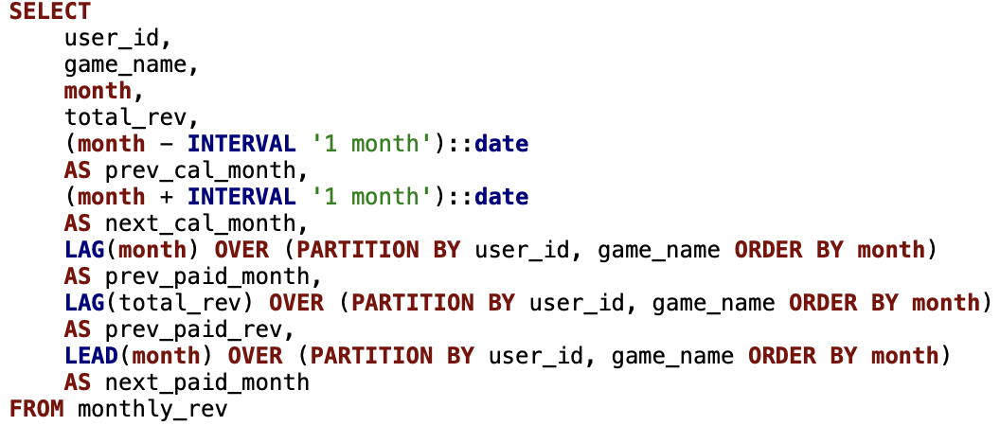 SELECT
    user_id,
    game_name,
    month,
    total_rev,
    (month - INTERVAL '1 month')::date
    AS prev_cal_month,
    (month + INTERVAL '1 month')::date
    AS next_cal_month,
    LAG(month) OVER (PARTITION BY user_id, game_name ORDER BY month)
    AS prev_paid_month,
    LAG(total_rev) OVER (PARTITION BY user_id, game_name ORDER BY month)
    AS prev_paid_rev,
    LEAD(month) OVER (PARTITION BY user_id, game_name ORDER BY month)
    AS next_paid_month
FROM monthly_rev